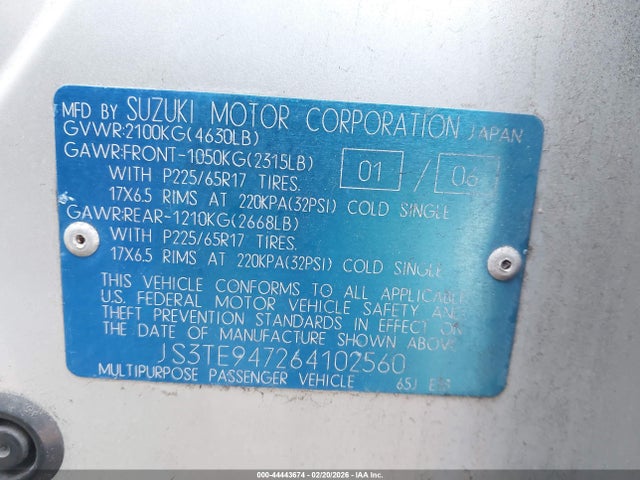 MFD BY SUZUKI MOTOR CORPORATION JAPAN
GVWR:2100KG(4630LB)
GAWR:FRONT-1050KG(2315LB) 01 / 06
WITH P225/65R17 TIRES.
17X6.5 RIMS AT 220KPA(32PSI) COLD SINGLE
GAWR:REAR-1210KG(2668LB)
WITH P225/65R17 TIRES.
17X6.5 RIMS AT 220KPA(32PSI) COLD SINGLE
THIS VEHICLE CONFORMS TO ALL APPLICABLE
U.S. FEDERAL MOTOR VEHICLE SAFETY AND
THEFT PREVENTION STANDARDS IN EFFECT ON
THE DATE OF MANUFACTURE SHOWN ABOVE.
JS3TE947264102560
MULTIPURPOSE PASSENGER VEHICLE 65J
000-44443674 | 02/20/2026 - IAA, Inc.